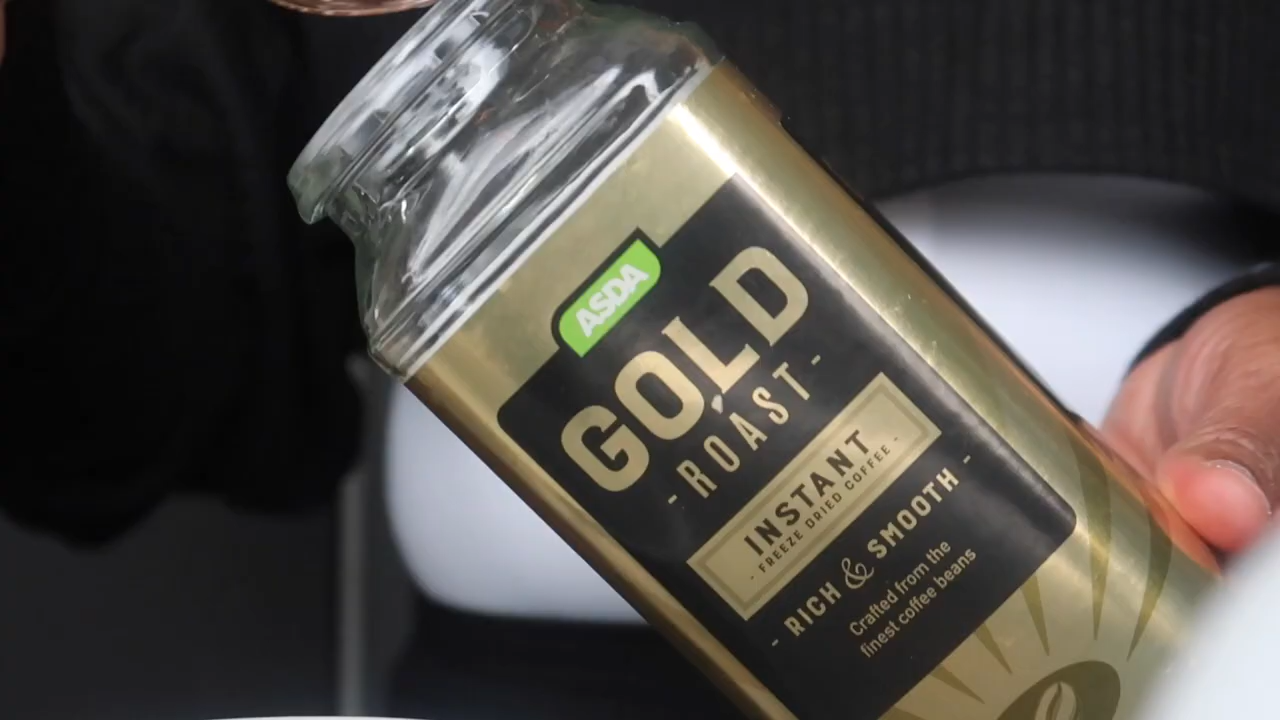 ASDA
GOLD
- ROAST -
INSTANT
- FREEZE DRIED COFFEE -
- RICH & SMOOTH -
Crafted from the
finest coffee beans